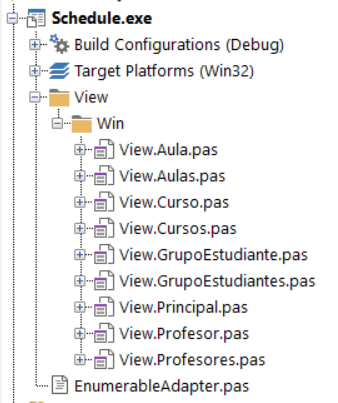 Schedule.exe
Build Configurations (Debug)
Target Platforms (Win32)
View
Win
View.Aula.pas
View.Aulas.pas
View.Curso.pas
View.Cursos.pas
View.GrupoEstudiante.pas
View.GrupoEstudiantes.pas
View.Principal.pas
View.Profesor.pas
View.Profesores.pas
EnumerableAdapter.pas